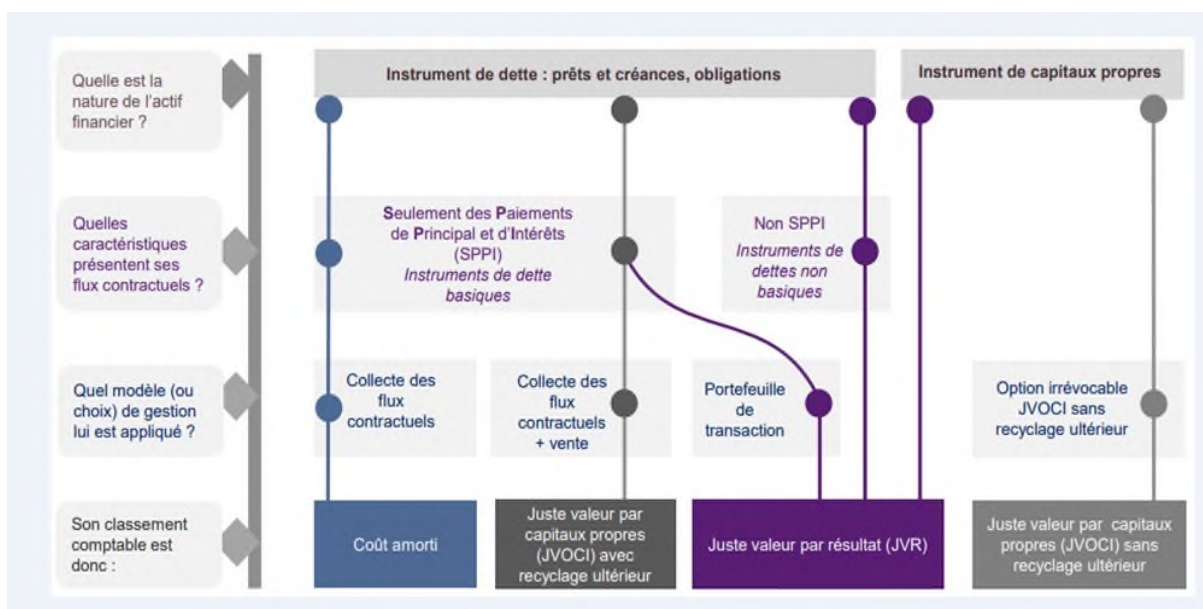 Quelle est la
nature de l'actif
financier ?
Instrument de dette : prêts et créances, obligations
Instrument de capitaux propres
Quelles
caractéristiques
présentent ses
flux contractuels ?
Seulement des Paiements
de Principal et d'Intérêts
(SPPI)
Instruments de dette
basiques
Non SPPI
Instruments de
dettes non
basiques
Quel modèle (ou
choix) de gestion
lui est appliqué ?
Collecte des
flux
contractuels
Collecte des
flux
contractuels
+ vente
Portefeuille
de
transaction
Option irrévocable
JVOCI sans
recyclage ultérieur
Son classement
comptable est
donc :
Coût amorti
Juste valeur par
capitaux propres
(JVOCI) avec
recyclage ultérieur
Juste valeur par résultat (JVR)
Juste valeur par capitaux
propres (JVOCI) sans
recyclage ultérieur